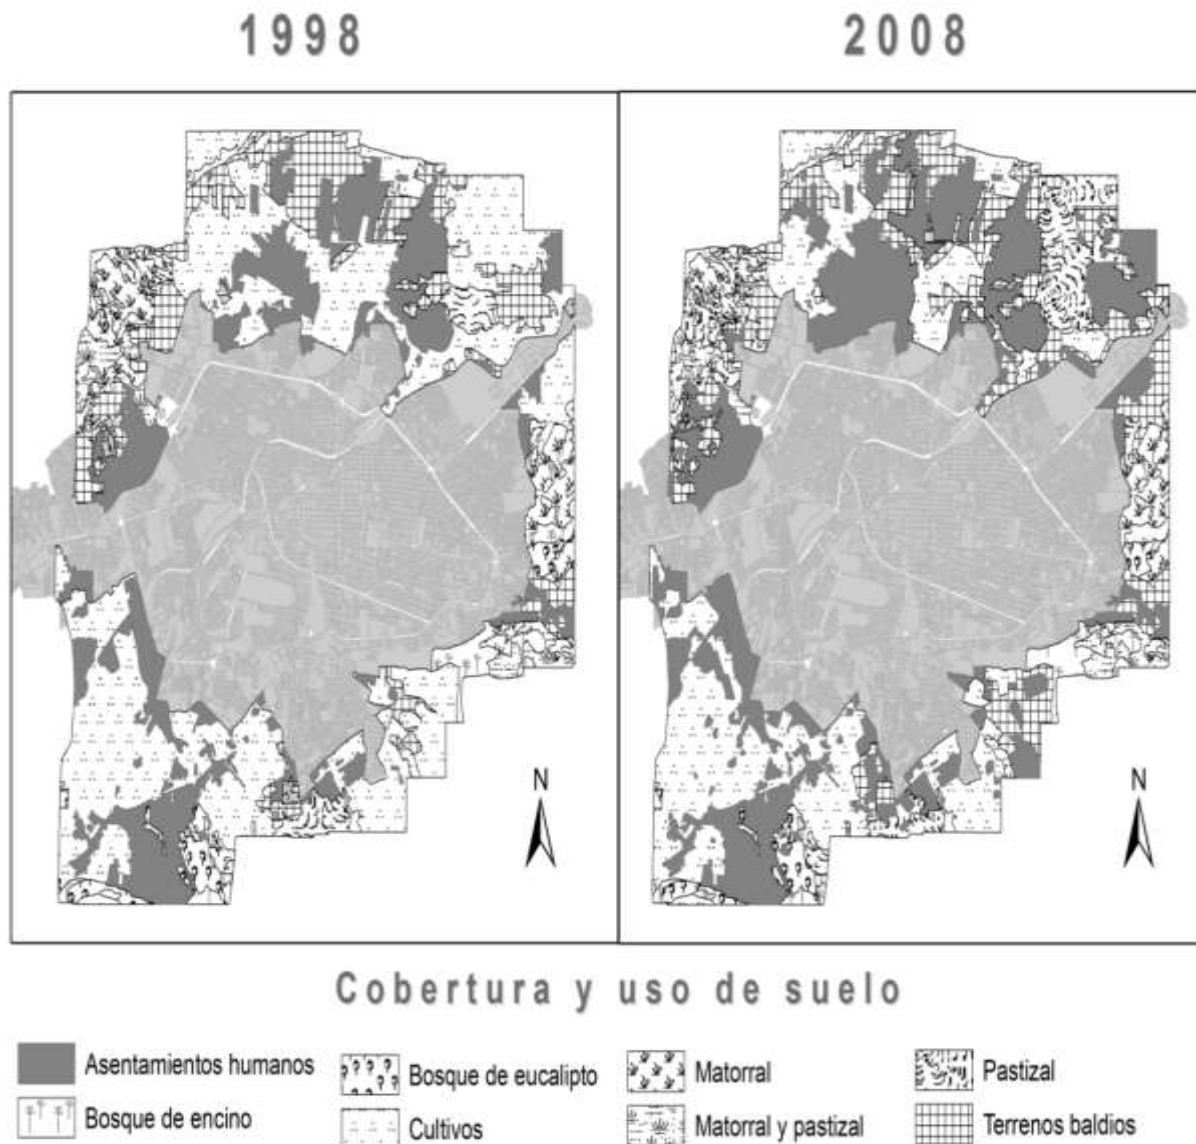 1998
2008
N
N
Cobertura y uso de suelo
Asentamientos humanos
Bosque de eucalipto
Matorral
Pastizal
Bosque de encino
Cultivos
Matorral y pastizal
Terrenos baldios